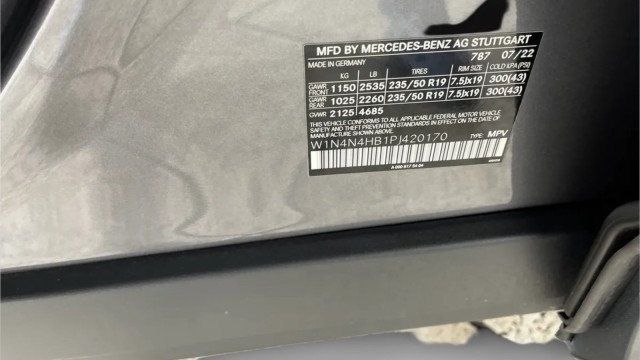 MFD BY MERCEDES-BENZ AG STUTTGART
MADE IN GERMANY 787 07/22
KG LB TIRES RIM SIZE COLD KPA (PSI)
GAWR FRONT 1150 2535 235/50 R19 7.5Jx19 300(43)
GAWR REAR 1025 2260 235/50 R19 7.5Jx19 300(43)
GVWR 2125 4685
THIS VEHICLE CONFORMS TO ALL APPLICABLE FEDERAL MOTOR VEHICLE
SAFETY, BUMPER, AND THEFT PREVENTION STANDARDS IN EFFECT ON
THE DATE OF MANUFACTURE SHOWN ABOVE.
W1N4N4HB1PJ420170 TYPE: MPV